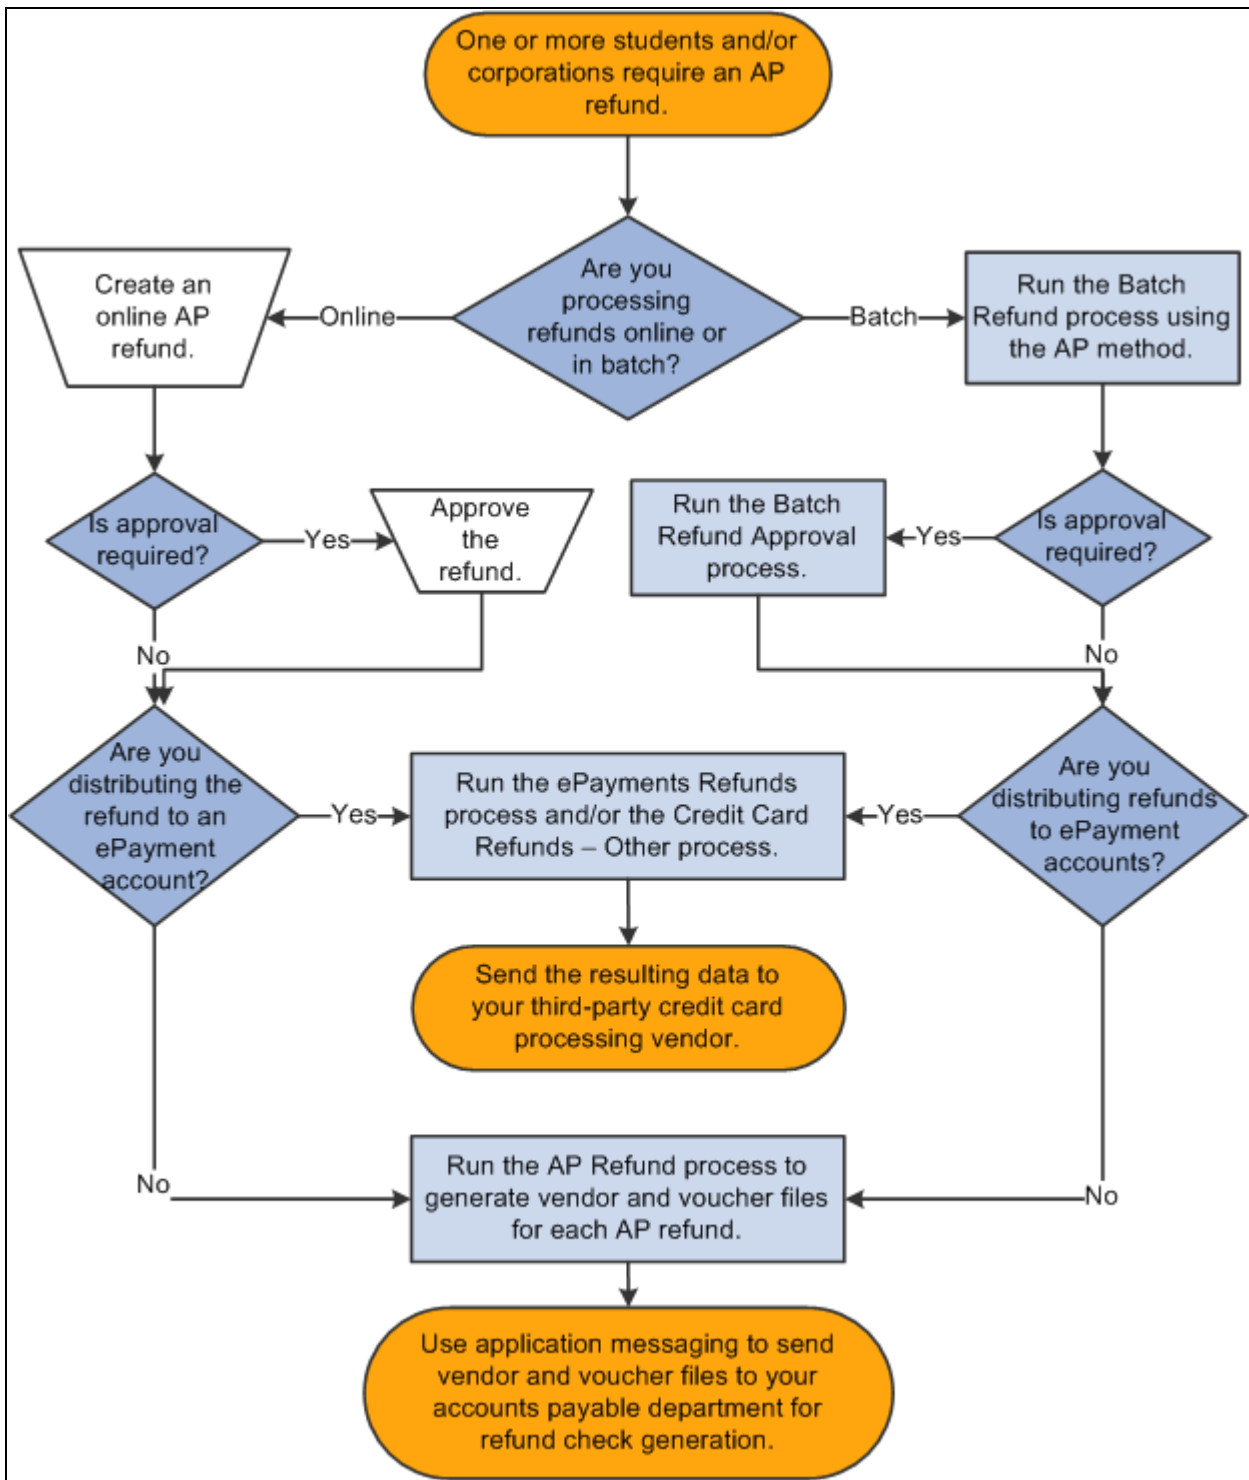 One or more students and/or
corporations require an AP
refund.
Are you
processing
refunds online or
in batch?
Online
Batch
Create an
online AP
refund.
Run the Batch
Refund process using
the AP method.
Is approval
required?
Yes
Approve
the
refund.
Run the Batch
Refund Approval
process.
Yes
Is approval
required?
No
No
Are you
distributing the
refund to an
ePayment
account?
Yes
Run the ePayments Refunds
process and/or the Credit Card
Refunds – Other process.
Yes
Are you
distributing refunds
to ePayment
accounts?
Send the resulting data to
your third-party credit card
processing vendor.
No
Run the AP Refund process to
generate vendor and voucher files
for each AP refund.
No
Use application messaging to send
vendor and voucher files to your
accounts payable department for
refund check generation.